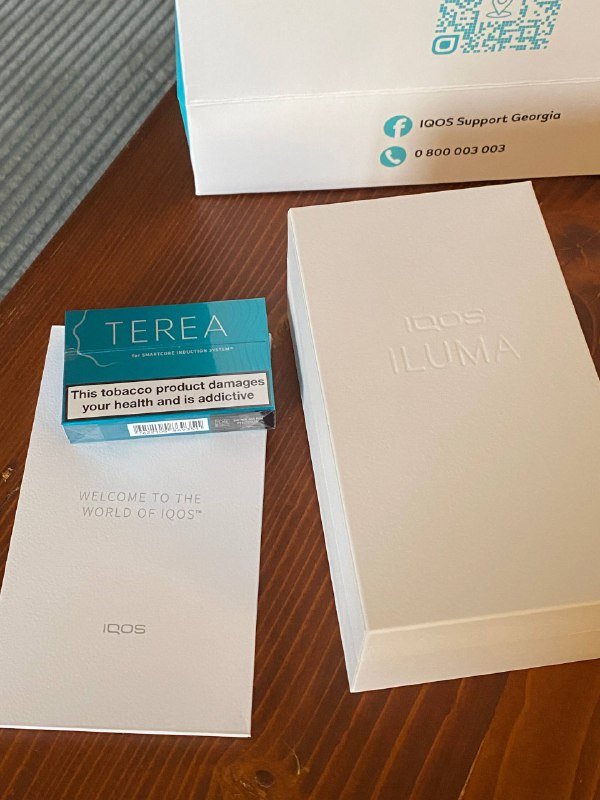 IQOS Support Georgia
0 800 003 003
IQOS
ILUMA
TEREA
for SMARTCORE INDUCTION SYSTEM™
This tobacco product damages
your health and is addictive
WELCOME TO THE
WORLD OF IQOS™
IQOS